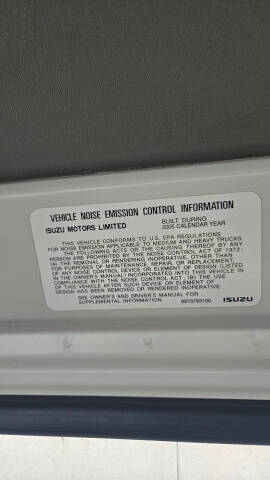 VEHICLE NOISE EMISSION CONTROL INFORMATION
ISUZU MOTORS LIMITED BUILT DURING
2005 CALENDAR YEAR
THIS VEHICLE CONFORMS TO U.S. EPA REGULATIONS
FOR NOISE EMISSION APPLICABLE TO MEDIUM AND HEAVY TRUCKS
THE FOLLOWING ACTS OR THE CAUSING THEREOF BY ANY
PERSON ARE PROHIBITED BY THE NOISE CONTROL ACT OF 1972:
(A) THE REMOVAL OR RENDERING INOPERATIVE, OTHER THAN
FOR PURPOSES OF MAINTENANCE, REPAIR, OR REPLACEMENT
OF ANY NOISE CONTROL DEVICE OR ELEMENT OF DESIGN (LISTED
IN THE OWNER'S MANUAL) INCORPORATED INTO THIS VEHICLE IN
COMPLIANCE WITH THE NOISE CONTROL ACT; (B) THE USE
OF THE VEHICLE AFTER SUCH DEVICE OR ELEMENT OF
DESIGN HAS BEEN REMOVED OR RENDERED INOPERATIVE.
SEE OWNER'S AND DRIVER'S MANUAL FOR
SUPPLEMENTAL INFORMATION. ISUZU